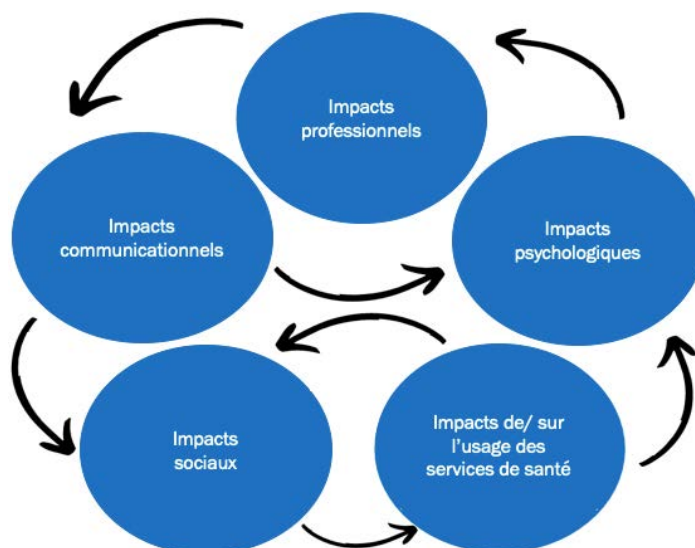 Impacts
professionnels
Impacts
communicationnels
Impacts
psychologiques
Impacts
sociaux
Impacts de/ sur
l'usage des
services de santé